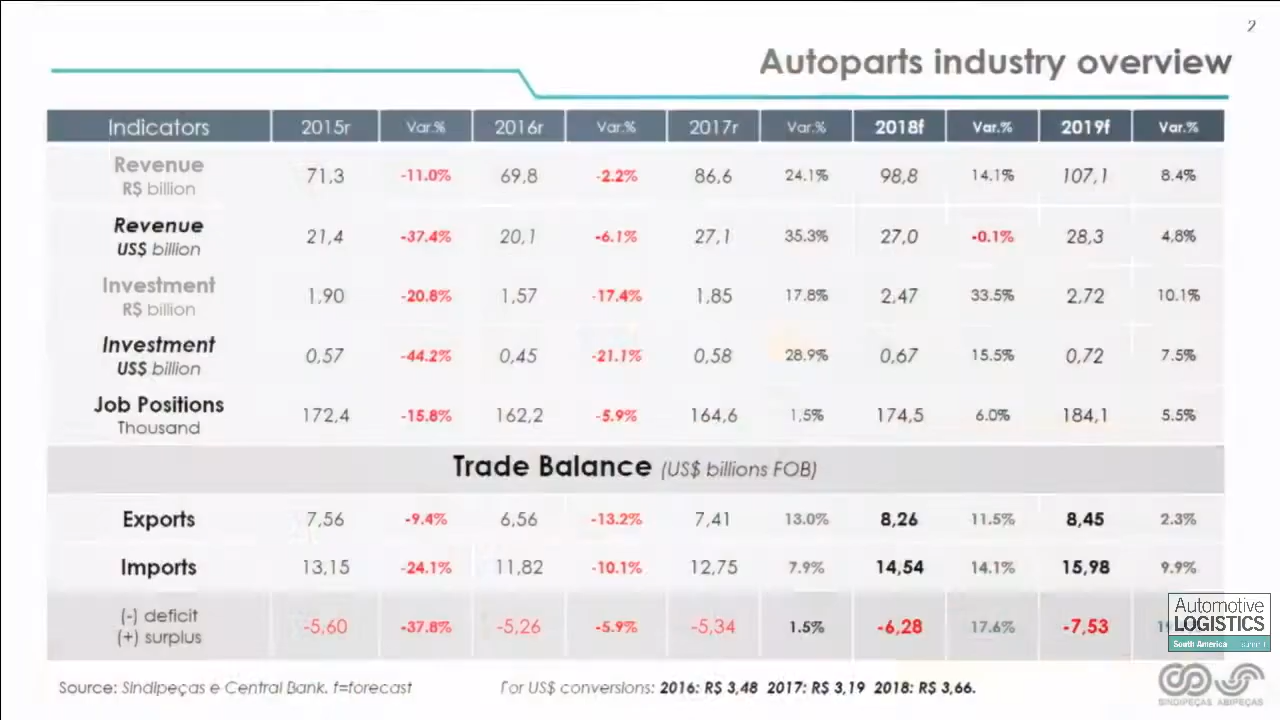 2
Autoparts industry overview
Indicators 2015r Var.% 2016r Var.% 2017r Var.% 2018f Var.% 2019f Var.%
Revenue
R$ billion
71,3 -11.0% 69,8 -2.2% 86,6 24.1% 98,8 14.1% 107,1 8.4%
Revenue
US$ billion
21,4 -37.4% 20,1 -6.1% 27,1 35.3% 27,0 -0.1% 28,3 4,8%
Investment
R$ billion
1,90 -20.8% 1,57 -17.4% 1,85 17.8% 2,47 33.5% 2,72 10.1%
Investment
US$ billion
0,57 -44.2% 0,45 -21.1% 0,58 28.9% 0,67 15.5% 0,72 7.5%
Job Positions
Thousand
172,4 -15.8% 162,2 -5.9% 164,6 1.5% 174,5 6.0% 184,1 5.5%
Trade Balance (US$ billions FOB)
Exports 7,56 -9.4% 6,56 -13.2% 7,41 13.0% 8,26 11.5% 8,45 2.3%
Imports 13,15 -24.1% 11,82 -10.1% 12,75 7.9% 14,54 14.1% 15,98 9.9%
(-) deficit
(+) surplus
-5,60 -37.8% -5,26 -5.9% -5,34 1.5% -6,28 17.6% -7,53
Automotive
LOGISTICS
South America summit
Source: Sindipeças e Central Bank. f=forecast For US$ conversions: 2016: R$ 3,48 2017: R$ 3,19 2018: R$ 3,66.
SINDIPEÇAS ABIPEÇAS